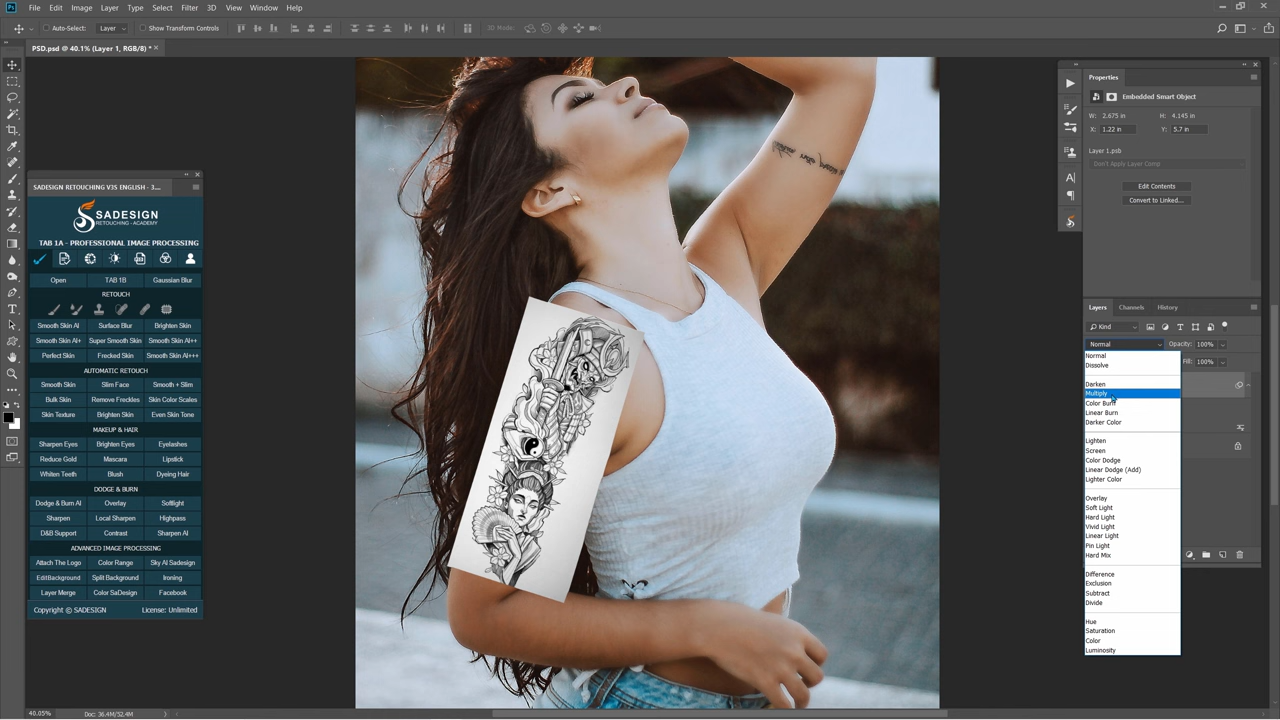 Ps File Edit Image Layer Type Select Filter 3D View Window Help
Auto-Select: Layer Show Transform Controls 3D Mode:
PSD.psd @ 40.1% (Layer 1, RGB/8) *
SADESIGN RETOUCHING V3S ENGLISH - 3....
SADESIGN
RETOUCHING - ACADEMY
TAB 1A - PROFESSIONAL IMAGE PROCESSING
Open TAB 1B Gaussian Blur
RETOUCH
Smooth Skin AI Surface Blur Brighten Skin
Smooth Skin AI+ Super Smooth Skin Smooth Skin AI++
Perfect Skin Frocked Skin Smooth Skin AI+++
AUTOMATIC RETOUCH
Smooth Skin Slim Face Smooth + Slim
Bulk Skin Remove Freckles Skin Color Scales
Skin Texture Brighten Skin Even Skin Tone
MAKEUP & HAIR
Sharpen Eyes Brighten Eyes Eyelashes
Reduce Gold Mascara Lipstick
Whiten Teeth Blush Dyeing Hair
DODGE & BURN
Dodge & Burn AI Overlay Softlight
Sharpen Local Sharpen Highpass
D&B Support Contrast Sharpen AI
ADVANCED IMAGE PROCESSING
Attach The Logo Color Range Sky AI Sadesign
EditBackground Split Background Ironing
Layer Merge Color SaDesign Facebook
Copyright © SADESIGN License: Unlimited
Properties
Embedded Smart Object
W: 2.675 in H: 4.145 in
X: 1.22 in Y: 5.7 in
Layer 1.psb
Don't Apply Layer Comp
Edit Contents
Convert to Linked...
Layers Channels History
Kind
Normal Opacity: 100%
Fill: 100%
Normal
Dissolve
Darken
Multiply
Color Burn
Linear Burn
Darker Color
Lighten
Screen
Color Dodge
Linear Dodge (Add)
Lighter Color
Overlay
Soft Light
Hard Light
Vivid Light
Linear Light
Pin Light
Hard Mix
Difference
Exclusion
Subtract
Divide
Hue
Saturation
Color
Luminosity
40.05% Doc: 36.4M/52.4M